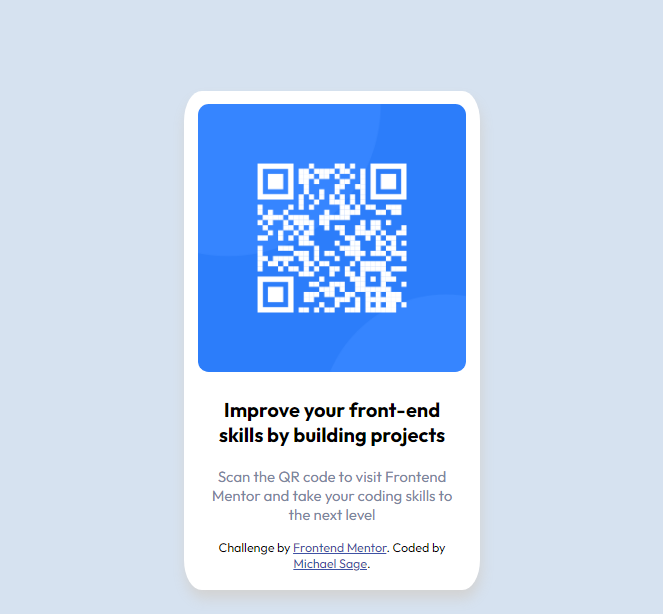 Improve your front-end
skills by building projects
Scan the QR code to visit Frontend
Mentor and take your coding skills to
the next level
Challenge by Frontend Mentor. Coded by
Michael Sage.